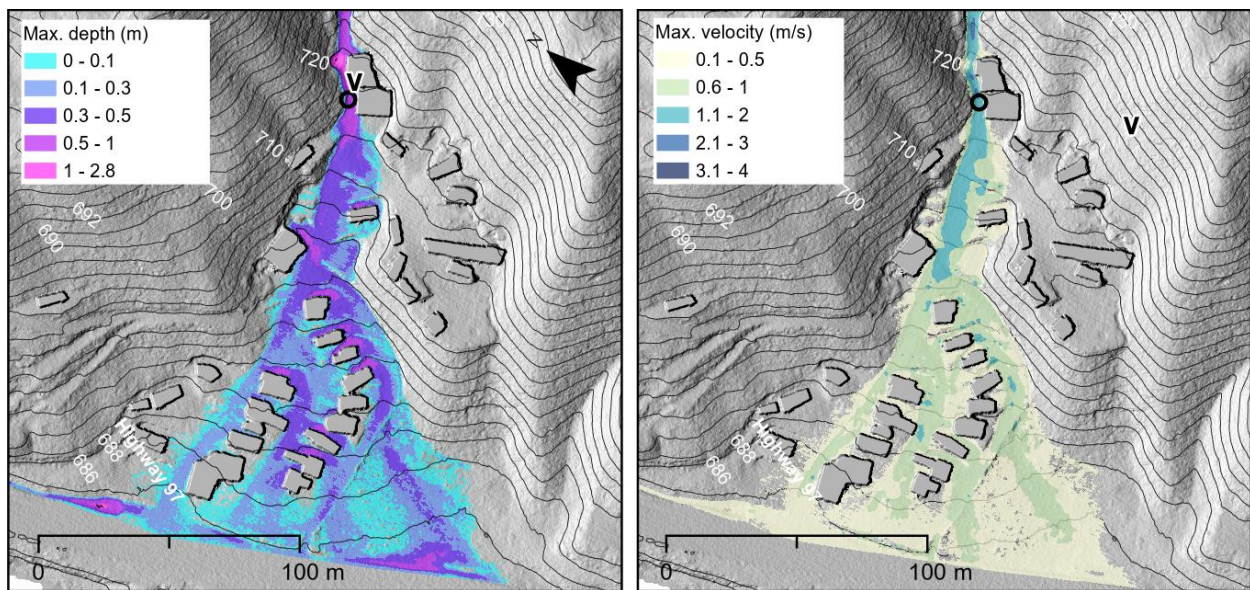 Max. depth (m)
0 - 0.1
0.1 - 0.3
0.3 - 0.5
0.5 - 1
1 - 2.8
720
V
730
N
710
700
692
690
Highway 97
688
686
0
100 m
Max. velocity (m/s)
0.1 - 0.5
0.6 - 1
1.1 - 2
2.1 - 3
3.1 - 4
720
730
V
710
700
692
690
Highway 97
688
686
0
100 m